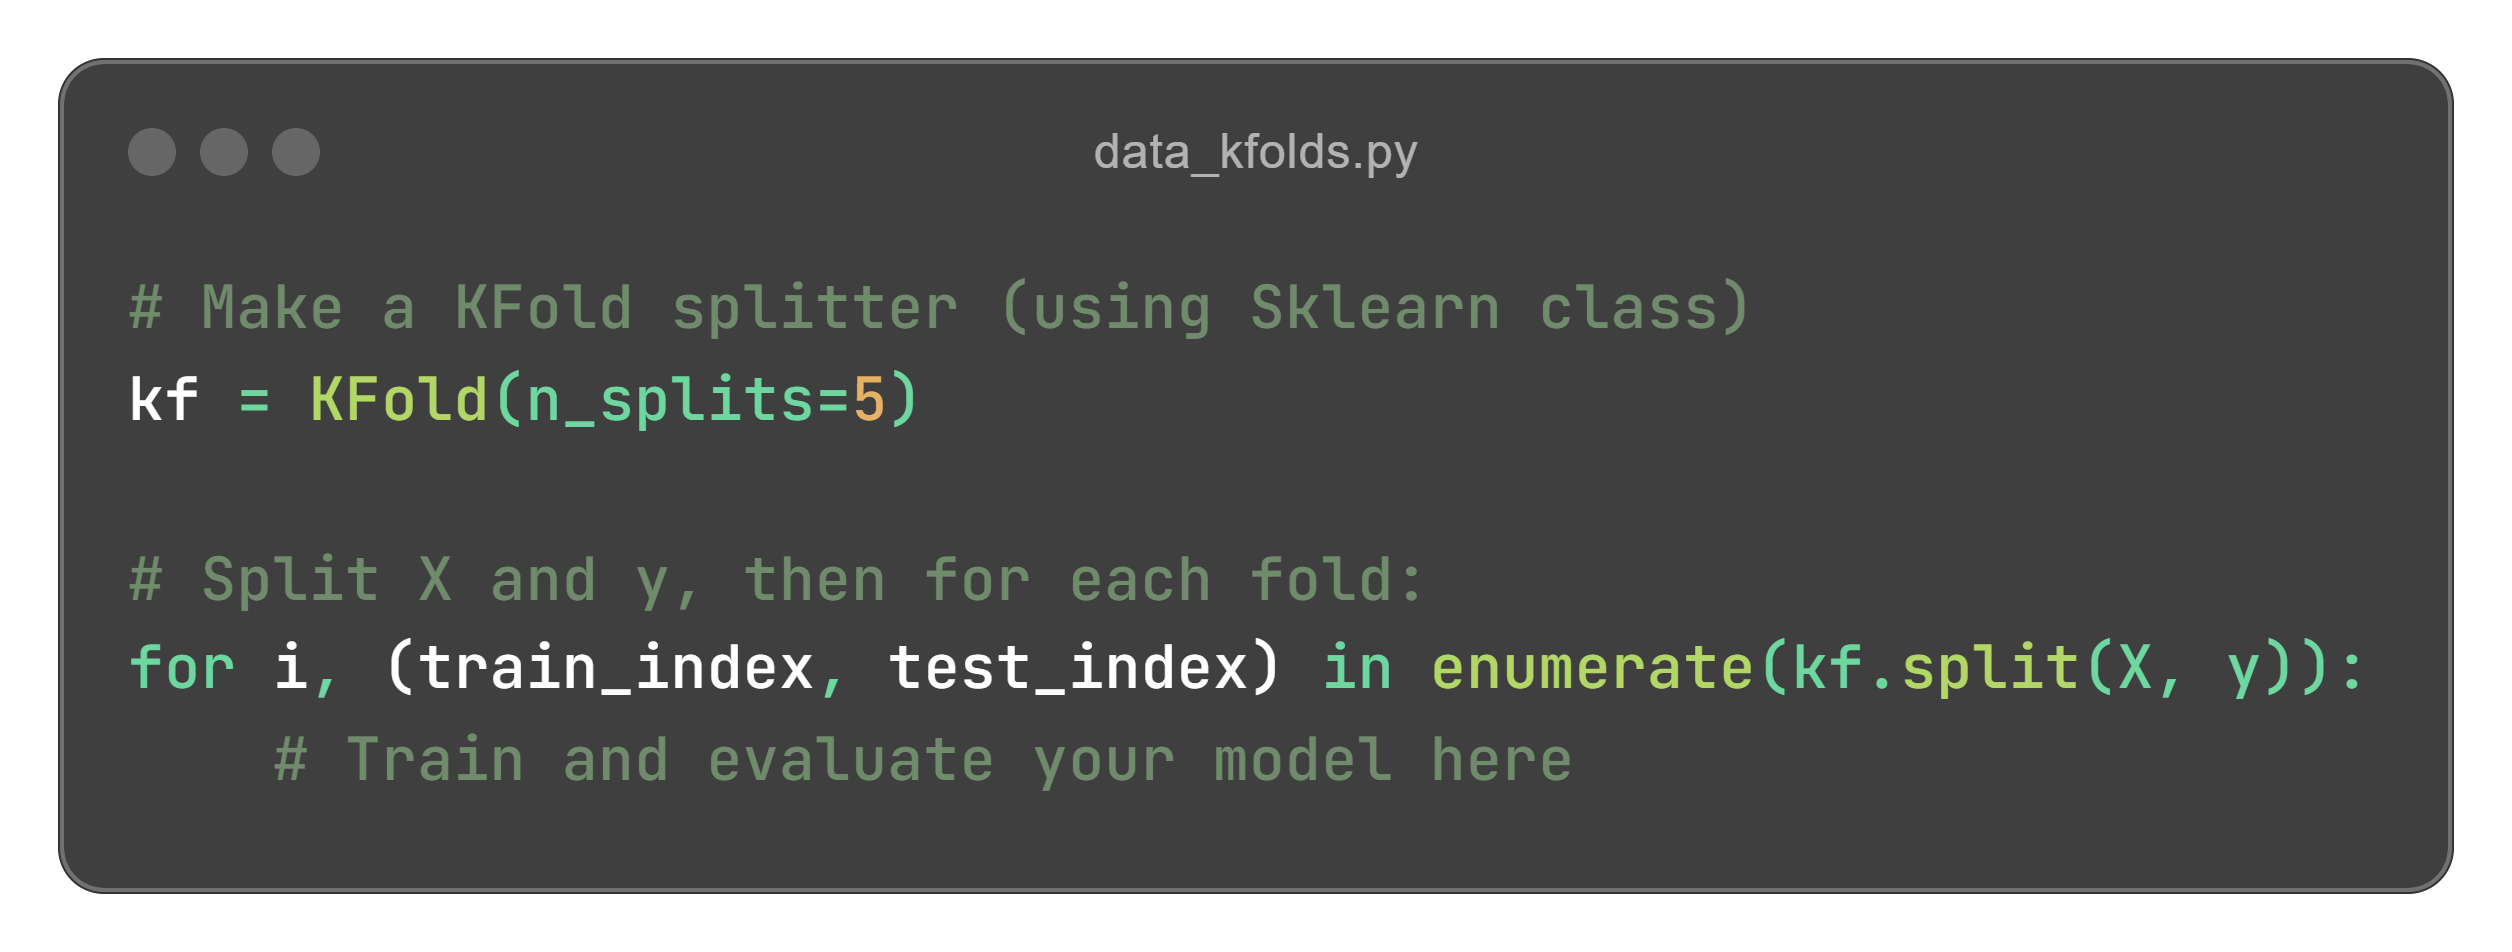 data_kfolds.py
# Make a KFold splitter (using Sklearn class)
kf = KFold(n_splits=5)
# Split X and y, then for each fold:
for i, (train_index, test_index) in enumerate(kf.split(X, y)):
    # Train and evaluate your model here